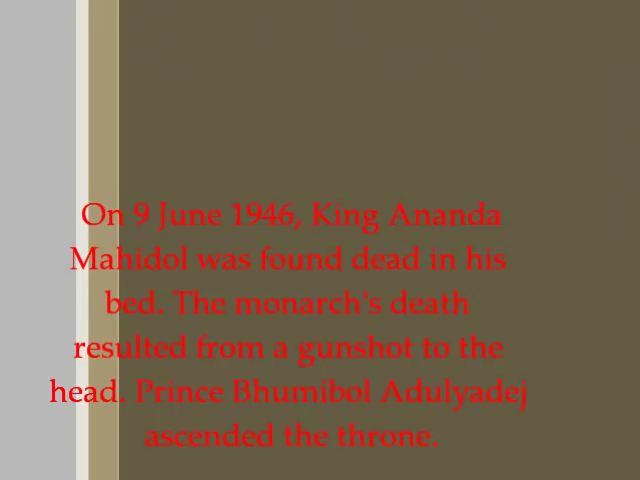 On 9 June 1946, King Ananda
Mahidol was found dead in his
bed. The monarch's death
resulted from a gunshot to the
head. Prince Bhumibol Adulyadej
ascended the throne.